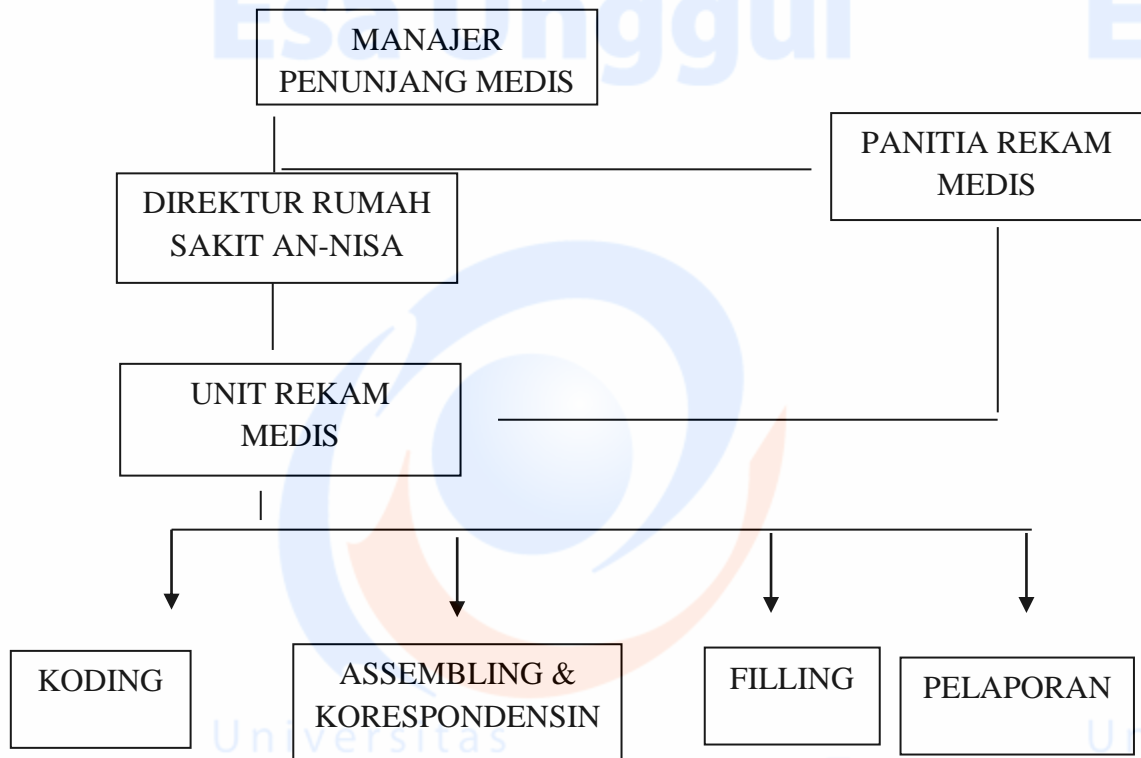 Esa Unggul
MANAJER
PENUNJANG MEDIS
PANITIA REKAM
MEDIS
DIREKTUR RUMAH
SAKIT AN-NISA
UNIT REKAM
MEDIS
KODING
ASSEMBLING &
KORESPONDENSIN
FILLING
PELAPORAN
Universitas